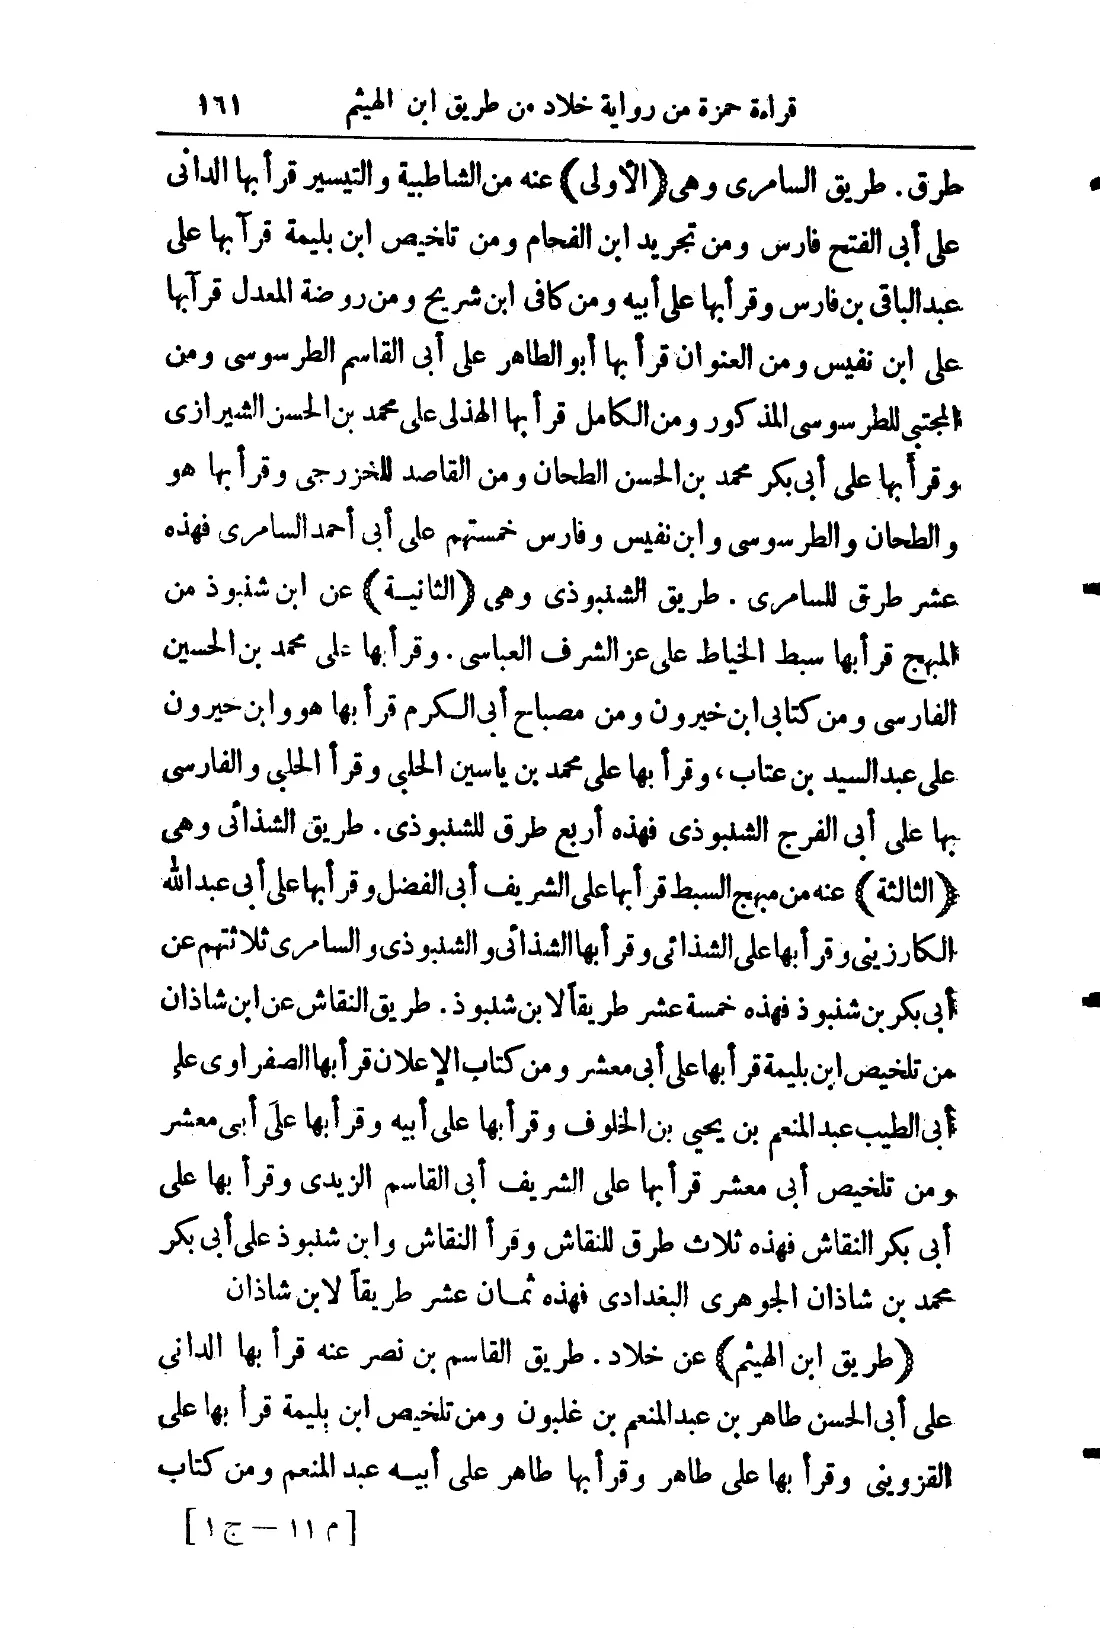 قراءة حمزة من رواية خلاد من طريق ابن الهيثم ١٦١
طرق. طريق السامرى وهى (الأولى) عنه من الشاطبية والتيسير قرأ بها الدانى
على أبى الفتح فارس ومن تجريد ابن الفحام ومن تاخيص ابن بليمة قرآ بها على
عبد الباقى بن فارس وقرأ بها على أبيه ومن كافى ابن شريح ومن روضة المعدل قرآ بها
على ابن نفيس ومن العنوان قرأ بها أبو الطاهر على أبى القاسم الطرسوسى ومن
المجتبى للطرسوسى المذكور ومن الكامل قرأ بها الهذلى على محمد بن الحسن الشيرازى
وقرأ بها على أبى بكر محمد بن الحسن الطحان ومن القاصد للخزرجى وقرأ بها هو
والطحان والطرسوسى وابن نفيس وفارس خمستهم على أبى أحمد السامرى فهذه
عشر طرق للسامرى. طريق الشنبوذى وهى (الثانية) عن ابن شنبوذ من
المبهج قرأ بها سبط الخياط على عز الشرف العباسى. وقرأ بها على محمد بن الحسين
الفارسى ومن كتابى ابن خيرون ومن مصباح أبى الكرم قرأ بها هو وابن خيرون
على عبد السيد بن عتاب، وقرأ بها على محمد بن ياسين الحلبى وقرأ الحلبى والفارسى
بها على أبى الفرج الشنبوذى فهذه أربع طرق للشنبوذى. طريق الشذائى وهى
(الثالثة) عنه من مبهج السبط قرأ بها على الشريف أبى الفضل وقرأ بها على أبى عبد الله
الكارزينى وقرأ بها على الشذائى وقرأ بها الشذائى والشنبوذى والسامرى ثلاثتهم عن
أبى بكر بن شنبوذ فهذه خمسة عشر طريقاً لابن شنبوذ. طريق النقاش عن ابن شاذان
من تلخيص ابن بليمة قرأ بها على أبى معشر ومن كتاب الإعلان قرأ بها الصفراوى على
أبى الطيب عبد المنعم بن يحيى بن الخلوف وقرأ بها على أبيه وقرأ بها علَى أبى معشر
ومن تلخيص أبى معشر قرأ بها على الشريف أبى القاسم الزيدى وقرأ بها على
أبى بكر النقاش فهذه ثلاث طرق للنقاش وقرأ النقاش وابن شنبوذ على أبى بكر
محمد بن شاذان الجوهرى البغدادى فهذه ثمان عشر طريقاً لابن شاذان
(طريق ابن الهيثم) عن خلاد. طريق القاسم بن نصر عنه قرأ بها الدانى
على أبى الحسن طاهر بن عبد المنعم بن غلبون ومن تلخيص ابن بليمة قرأ بها على
القزوينى وقرأ بها على طاهر وقرأ بها طاهر على أبيه عبد المنعم ومن كتاب
[م ١١ – ج ١]